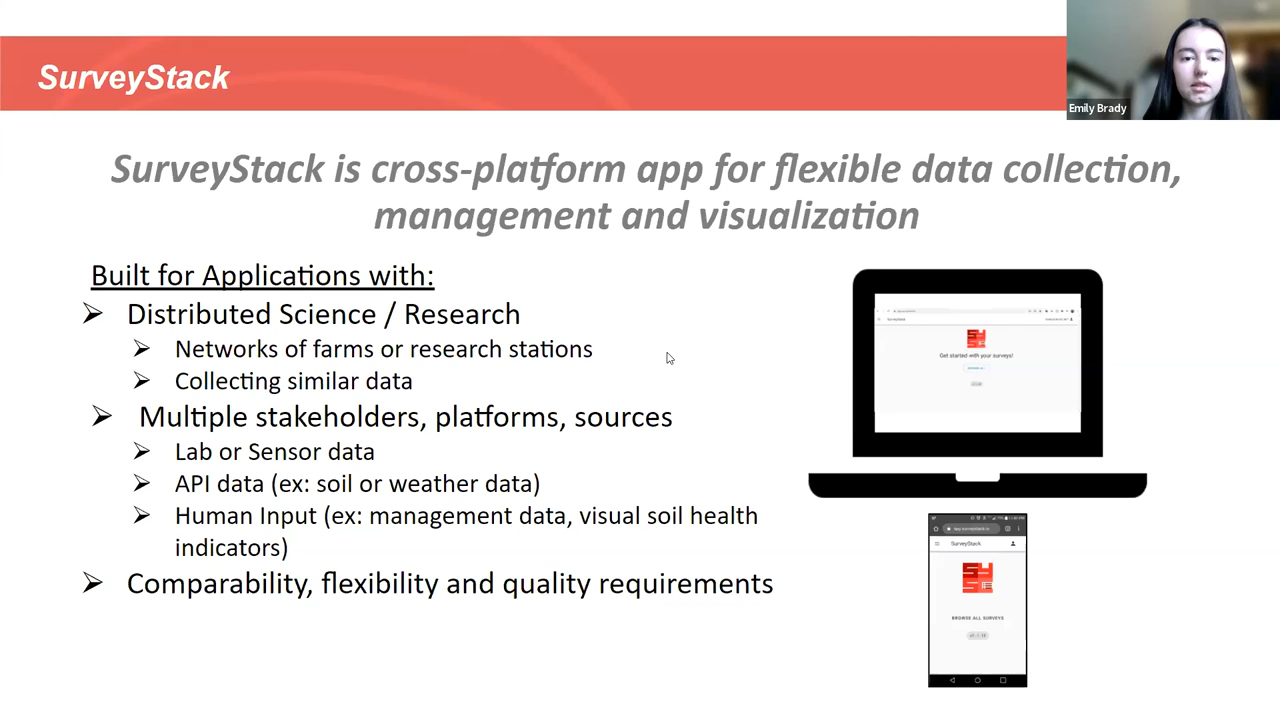 SurveyStack
Emily Brady
SurveyStack is cross-platform app for flexible data collection,
management and visualization
Built for Applications with:
Distributed Science / Research
Networks of farms or research stations
Collecting similar data
Multiple stakeholders, platforms, sources
Lab or Sensor data
API data (ex: soil or weather data)
Human Input (ex: management data, visual soil health
indicators)
Comparability, flexibility and quality requirements
SurveyStack
Get started with your surveys!
SurveyStack
BROWSE ALL SURVEYS